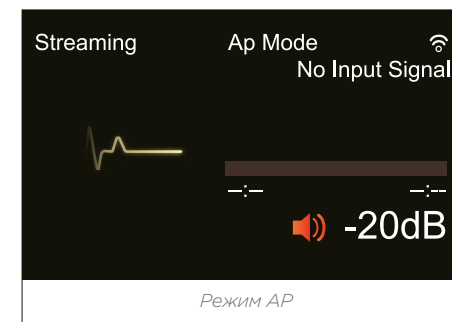 Streaming Ap Mode
No Input Signal
—:— —:--
-20dB
Режим AP